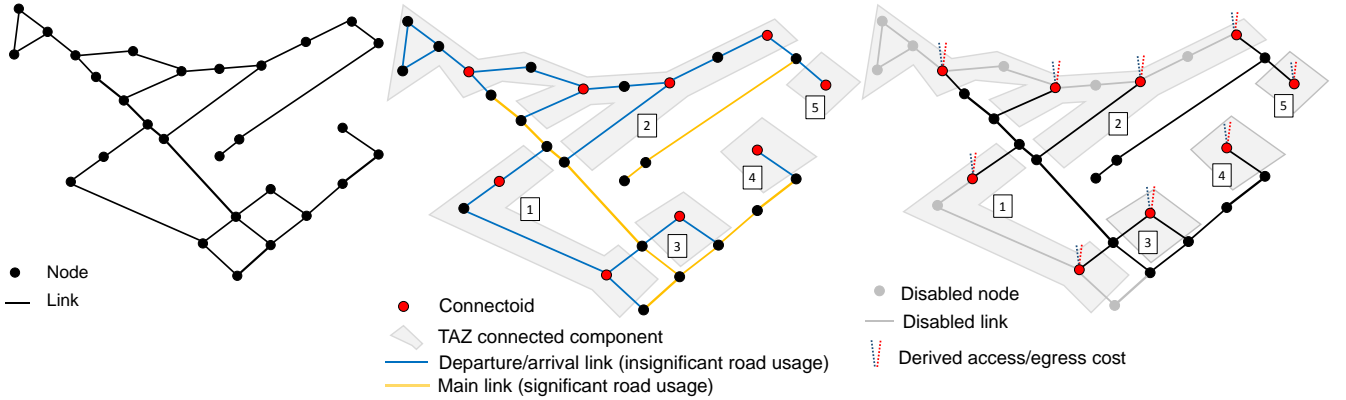 Node
Link
1
2
3
4
5
Connectoid
TAZ connected component
Departure/arrival link (insignificant road usage)
Main link (significant road usage)
1
2
3
4
5
Disabled node
Disabled link
Derived access/egress cost